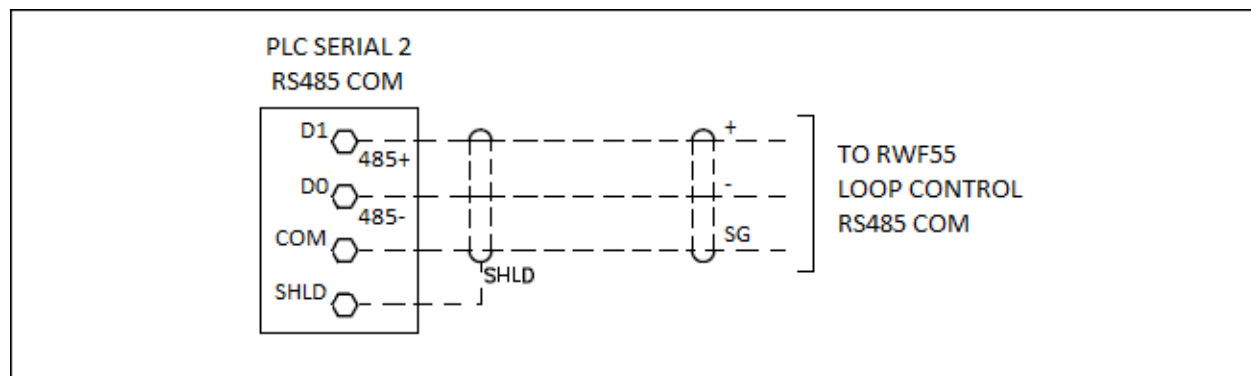 PLC SERIAL 2
RS485 COM
D1
485+
+
D0
485-
-
COM
SG
SHLD
SHLD
TO RWF55
LOOP CONTROL
RS485 COM